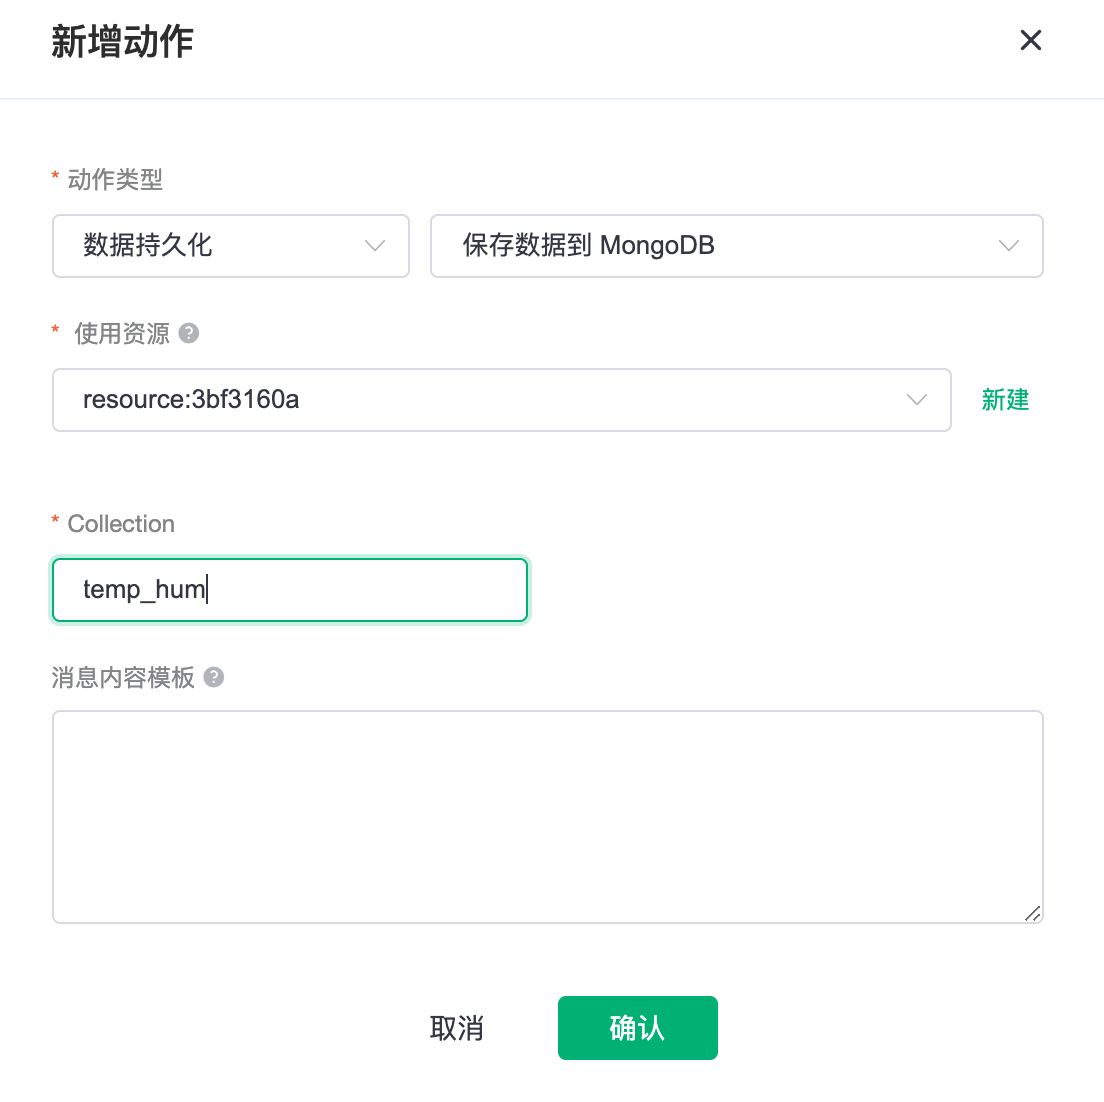 新增动作
* 动作类型
数据持久化
保存数据到 MongoDB
* 使用资源 ?
resource:3bf3160a
新建
* Collection
temp_hum
消息内容模板 ?
取消
确认